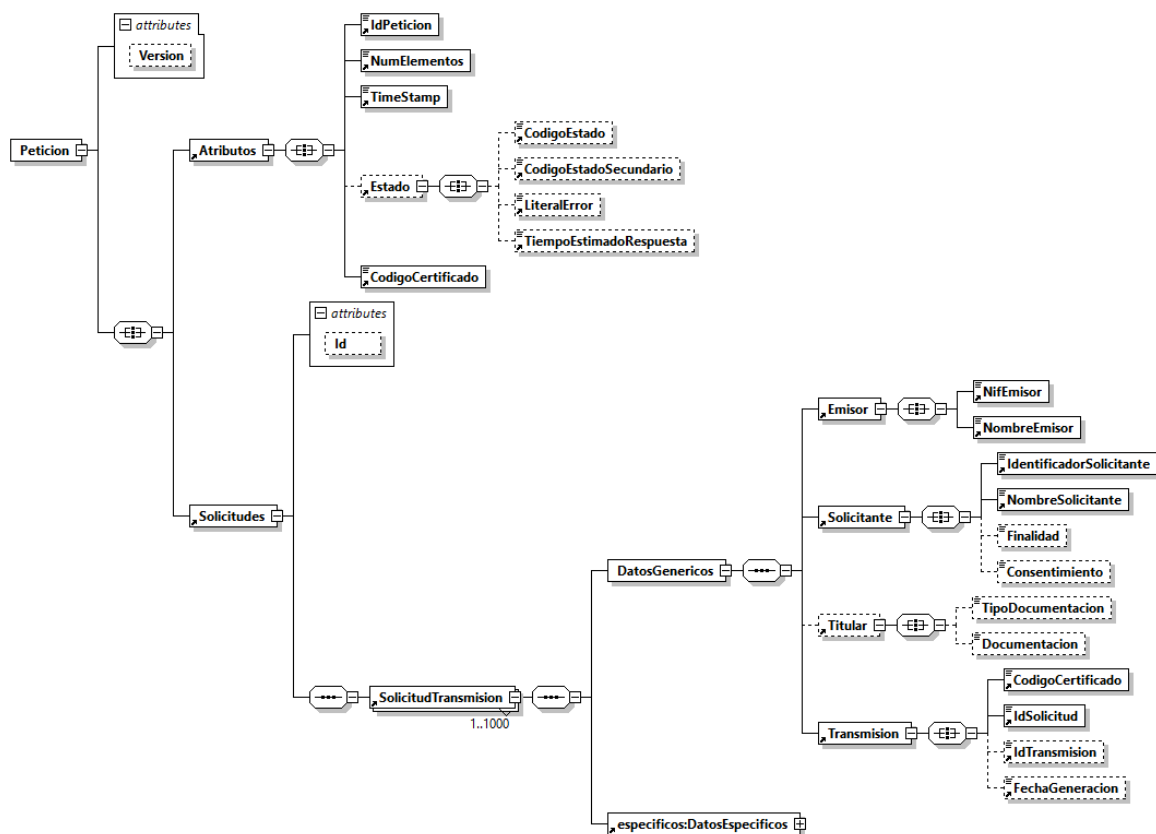 attributes
Version
Peticion
Atributos
IdPeticion
NumElementos
TimeStamp
Estado
CodigoEstado
CodigoEstadoSecundario
LiteralError
TiempoEstimadoRespuesta
CodigoCertificado
attributes
Id
Solicitudes
SolicitudTransmision
1..1000
DatosGenericos
Emisor
NifEmisor
NombreEmisor
Solicitante
IdentificadorSolicitante
NombreSolicitante
Finalidad
Consentimiento
Titular
TipoDocumentacion
Documentacion
Transmision
CodigoCertificado
IdSolicitud
IdTransmision
FechaGeneracion
especificos:DatosEspecificos